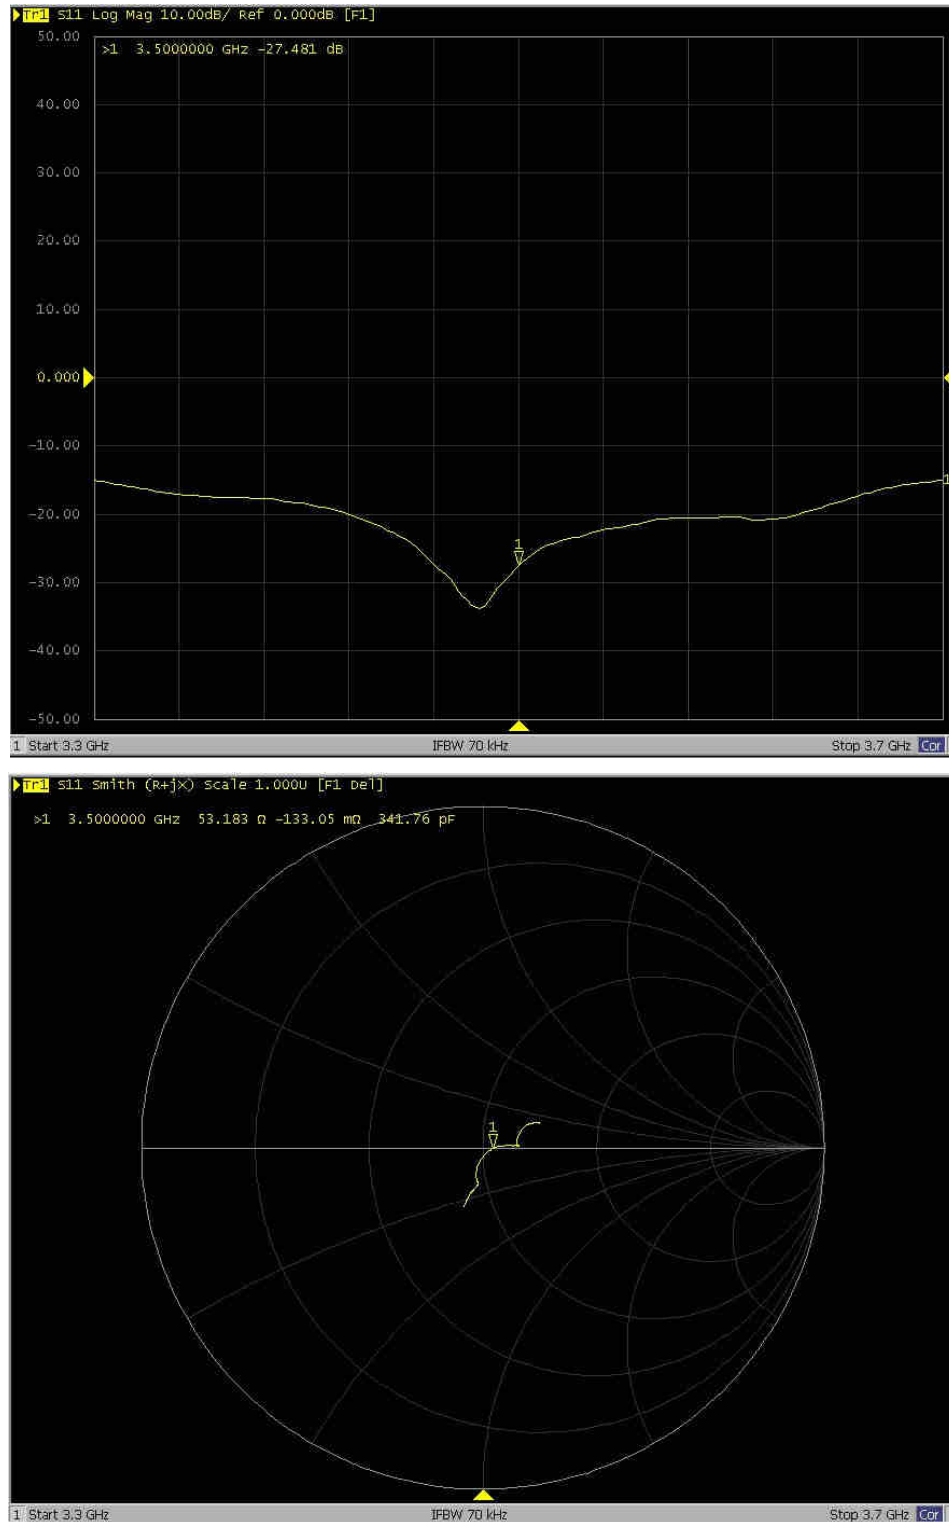 Tr1 S11 Log Mag 10.00dB/ Ref 0.000dB [F1]
50.00
>1 3.5000000 GHz -27.481 dB
40.00
30.00
20.00
10.00
0.000
-10.00
1
-20.00
1
-30.00
-40.00
-50.00
1 Start 3.3 GHz IFBW 70 kHz Stop 3.7 GHz Cor
Tr1 S11 Smith (R+jX) Scale 1.000U [F1 Del]
>1 3.5000000 GHz 53.183 Ω -133.05 mΩ 341.76 pF
1
1 Start 3.3 GHz IFBW 70 kHz Stop 3.7 GHz Cor